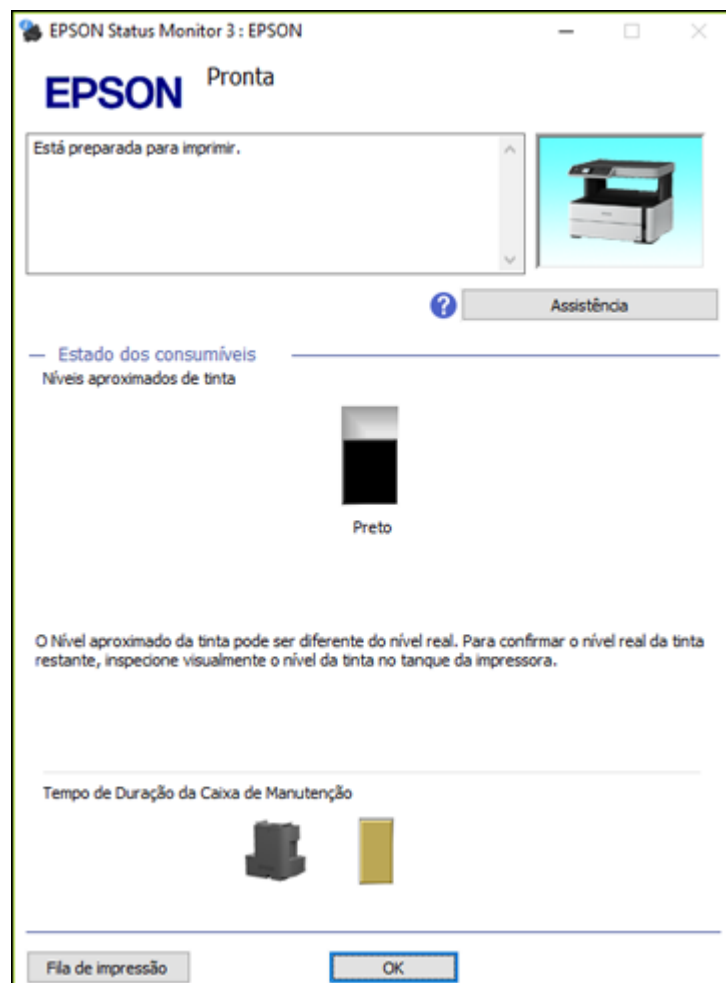 EPSON Status Monitor 3 : EPSON
EPSON
Pronta
Está preparada para imprimir.
? Assistência
Estado dos consumíveis
Níveis aproximados de tinta
Preto
O Nível aproximado da tinta pode ser diferente do nível real. Para confirmar o nível real da tinta
restante, inspecione visualmente o nível da tinta no tanque da impressora.
Tempo de Duração da Caixa de Manutenção
Fila de impressão
OK